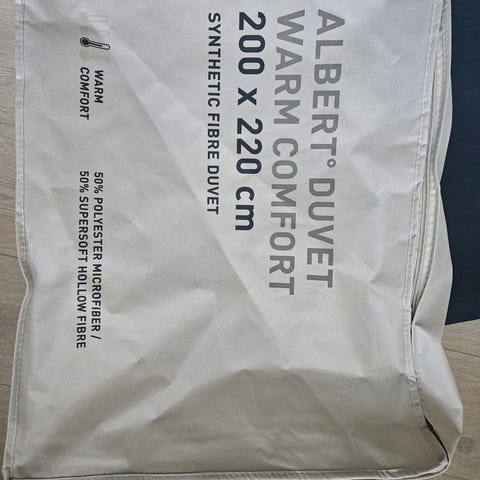 ALBERT° DUVET
WARM COMFORT
200 x 220 cm
SYNTHETIC FIBRE DUVET
WARM
COMFORT
50% POLYESTER MICROFIBER /
50% SUPERSOFT HOLLOW FIBRE